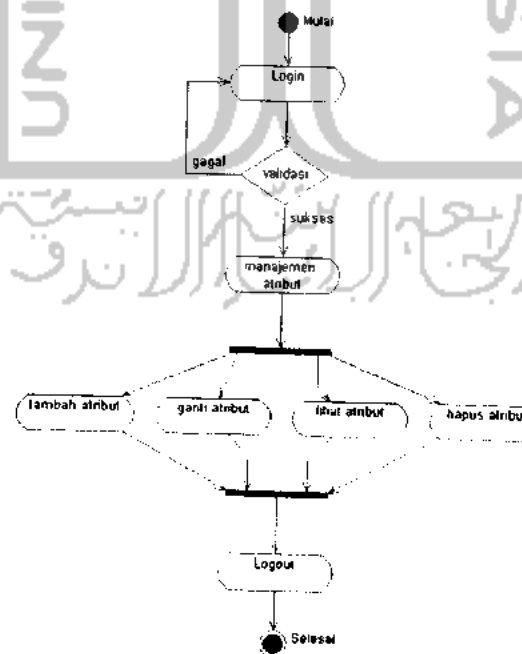 Mulai
Login
gagal
validasi
sukses
manajemen
atribut
tambah atribut
ganti atribut
lihat atribut
hapus atribut
Logout
Selesai